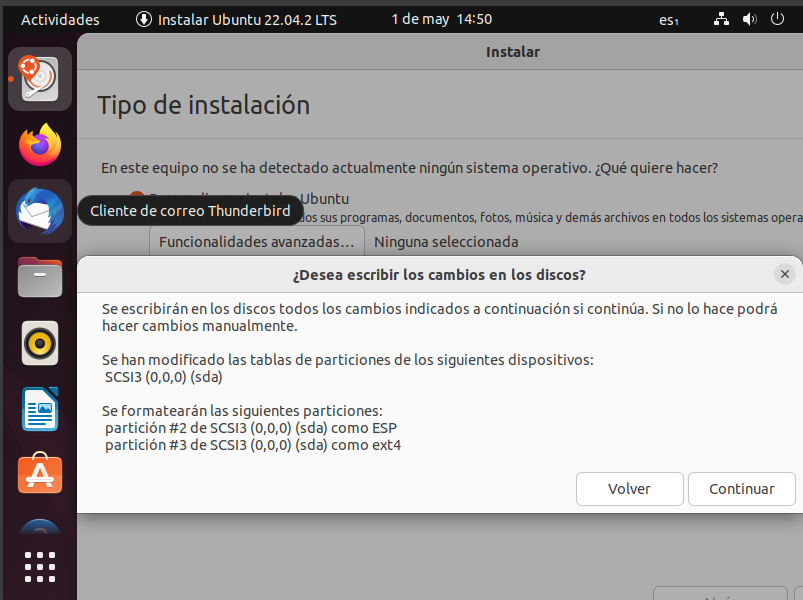 Actividades
Instalar Ubuntu 22.04.2 LTS
1 de may 14:50
es₁
Instalar
Tipo de instalación
En este equipo no se ha detectado actualmente ningún sistema operativo. ¿Qué quiere hacer?
Ubuntu
Cliente de correo Thunderbird
sus programas, documentos, fotos, música y demás archivos en todos los sistemas
Funcionalidades avanzadas...
Ninguna seleccionada
¿Desea escribir los cambios en los discos?
Se escribirán en los discos todos los cambios indicados a continuación si continúa. Si no lo hace podrá
hacer cambios manualmente.
Se han modificado las tablas de particiones de los siguientes dispositivos:
SCSI3 (0,0,0) (sda)
Se formatearán las siguientes particiones:
partición #2 de SCSI3 (0,0,0) (sda) como ESP
partición #3 de SCSI3 (0,0,0) (sda) como ext4
Volver
Continuar